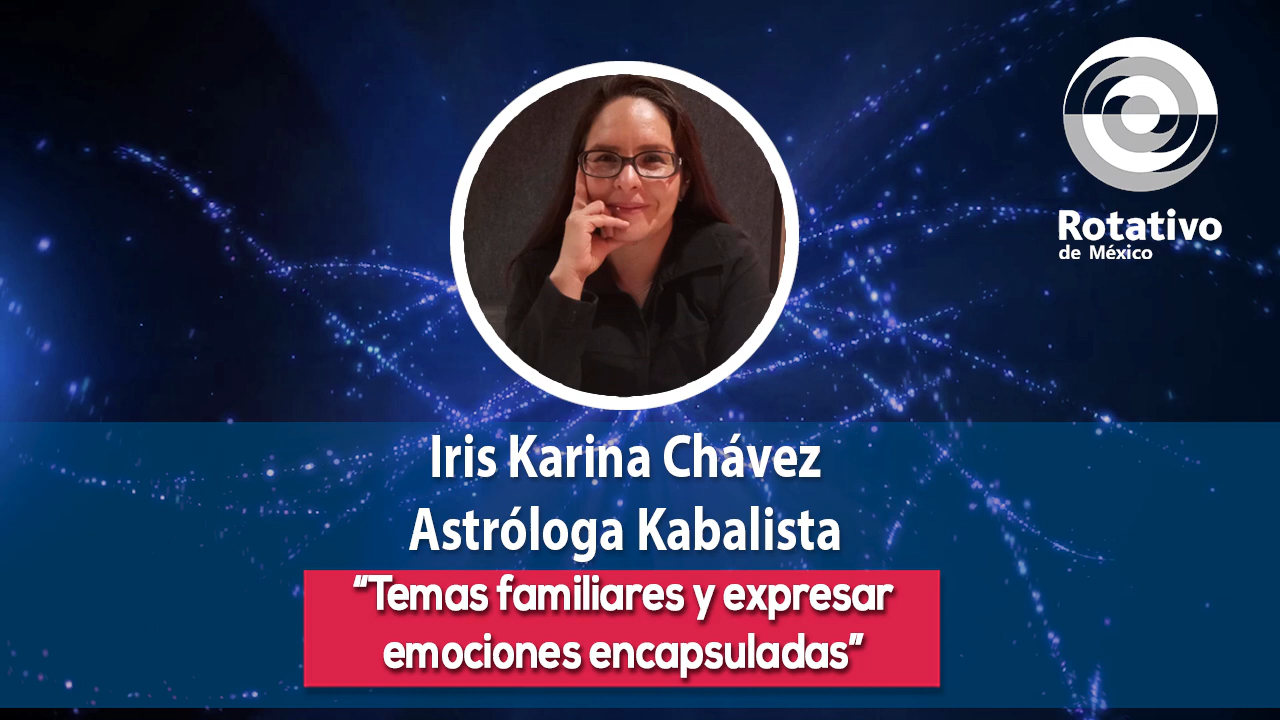 Rotativo
de México
Iris Karina Chávez
Astróloga Kabalista
“Temas familiares y expresar
emociones encapsuladas”